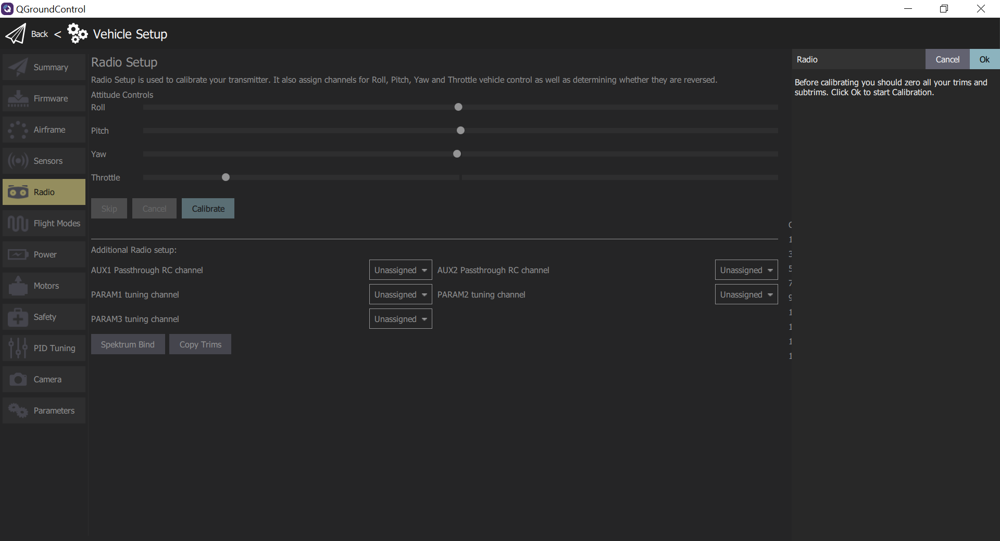 QGroundControl
Back < Vehicle Setup
Summary
Firmware
Airframe
Sensors
Radio
Flight Modes
Power
Motors
Safety
PID Tuning
Camera
Parameters
Radio Setup
Radio Setup is used to calibrate your transmitter. It also assign channels for Roll, Pitch, Yaw and Throttle vehicle control as well as determining whether they are reversed.
Attitude Controls
Roll
Pitch
Yaw
Throttle
Skip Cancel Calibrate
Additional Radio setup:
AUX1 Passthrough RC channel Unassigned AUX2 Passthrough RC channel Unassigned
PARAM1 tuning channel Unassigned PARAM2 tuning channel Unassigned
PARAM3 tuning channel Unassigned
Spektrum Bind Copy Trims
1
3
5
7
9
1
1
1
1
Radio Cancel Ok
Before calibrating you should zero all your trims and
subtrims. Click Ok to start Calibration.